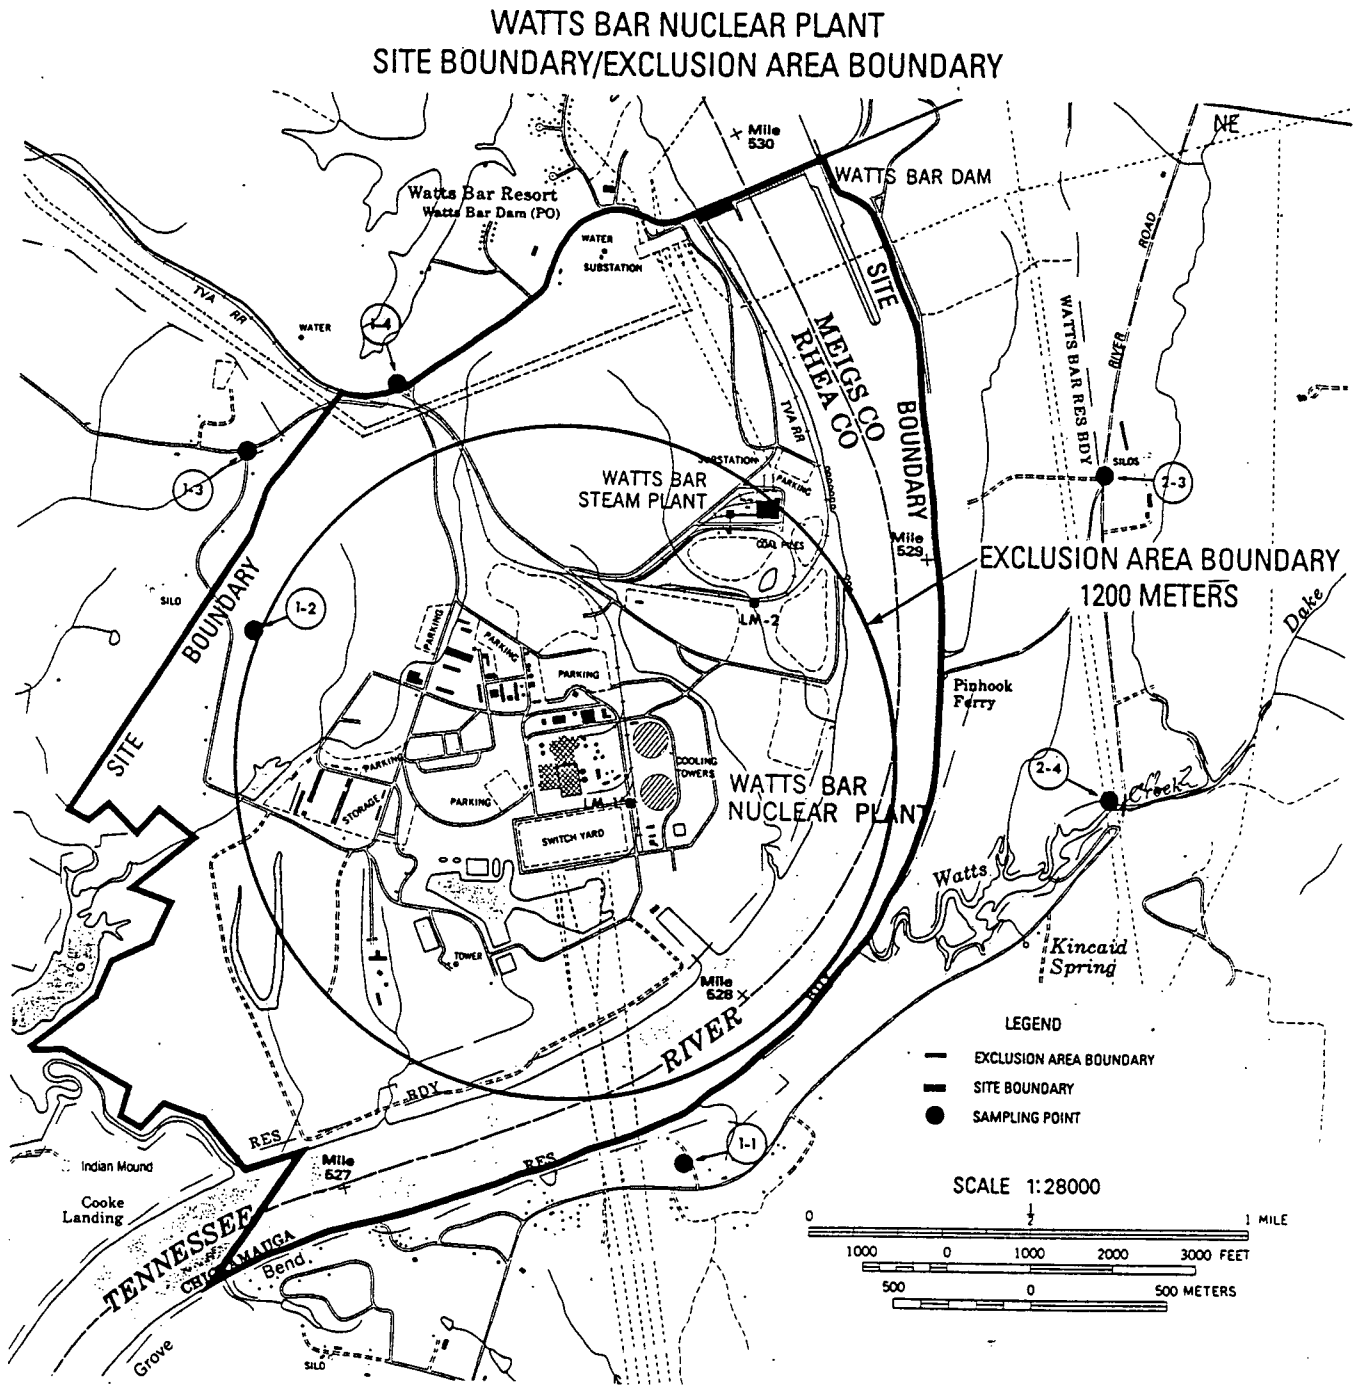 WATTS BAR NUCLEAR PLANT
SITE BOUNDARY/EXCLUSION AREA BOUNDARY
NE
Mile
530
WATTS BAR DAM
Watts Bar Resort
Watts Bar Dam (PO)
WATER
SUBSTATION
SITE
ROAD
TVA
RR
WATER
1-4
MEIGS CO
RHEA CO
WATTS BAR RES BDY
RIVER
BOUNDARY
TVA RR
SUBSTATION
SILOS
1-3
WATTS BAR
STEAM PLANT
PARKING
2-3
COAL PILES
Mile
529
EXCLUSION AREA BOUNDARY
1200 METERS
SILO
BOUNDARY
1-2
LM-2
Dake
PARKING
PARKING
PARKING
Pinhook
Ferry
SITE
PARKING
COOLING
TOWERS
2-4
WATTS BAR
NUCLEAR PLANT
STORAGE
PARKING
LM-1
Creek
SWITCH YARD
Watts
TOWER
Kincaid
Spring
Mile
528
BDY
RIVER
LEGEND
EXCLUSION AREA BOUNDARY
SITE BOUNDARY
SAMPLING POINT
RES
BDY
1-1
Indian Mound
Mile
527
RES
Cooke
Landing
SCALE 1:28000
0 1/2 1 MILE
1000 0 1000 2000 3000 FEET
500 0 500 METERS
TENNESSEE
CHICKAMAUGA
Bend
Grove
SILO